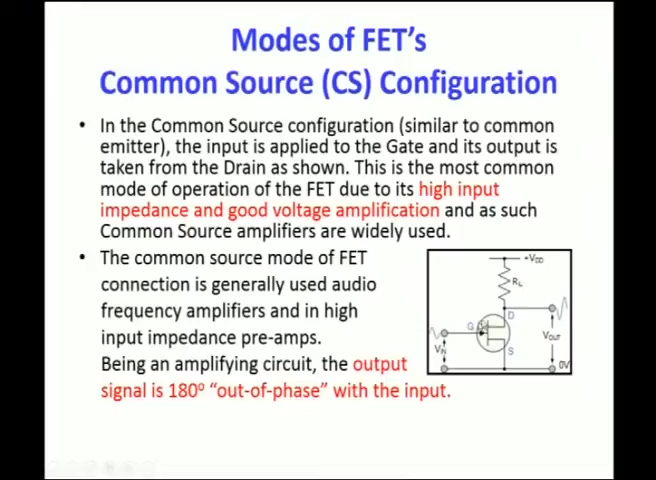 Modes of FET's
Common Source (CS) Configuration
• In the Common Source configuration (similar to common
emitter), the input is applied to the Gate and its output is
taken from the Drain as shown. This is the most common
mode of operation of the FET due to its high input
impedance and good voltage amplification and as such
Common Source amplifiers are widely used.
• The common source mode of FET
connection is generally used audio
frequency amplifiers and in high
input impedance pre-amps.
Being an amplifying circuit, the output
signal is 180º "out-of-phase" with the input.
+VDD
RL
D
G
VOUT
VIN
S
0V